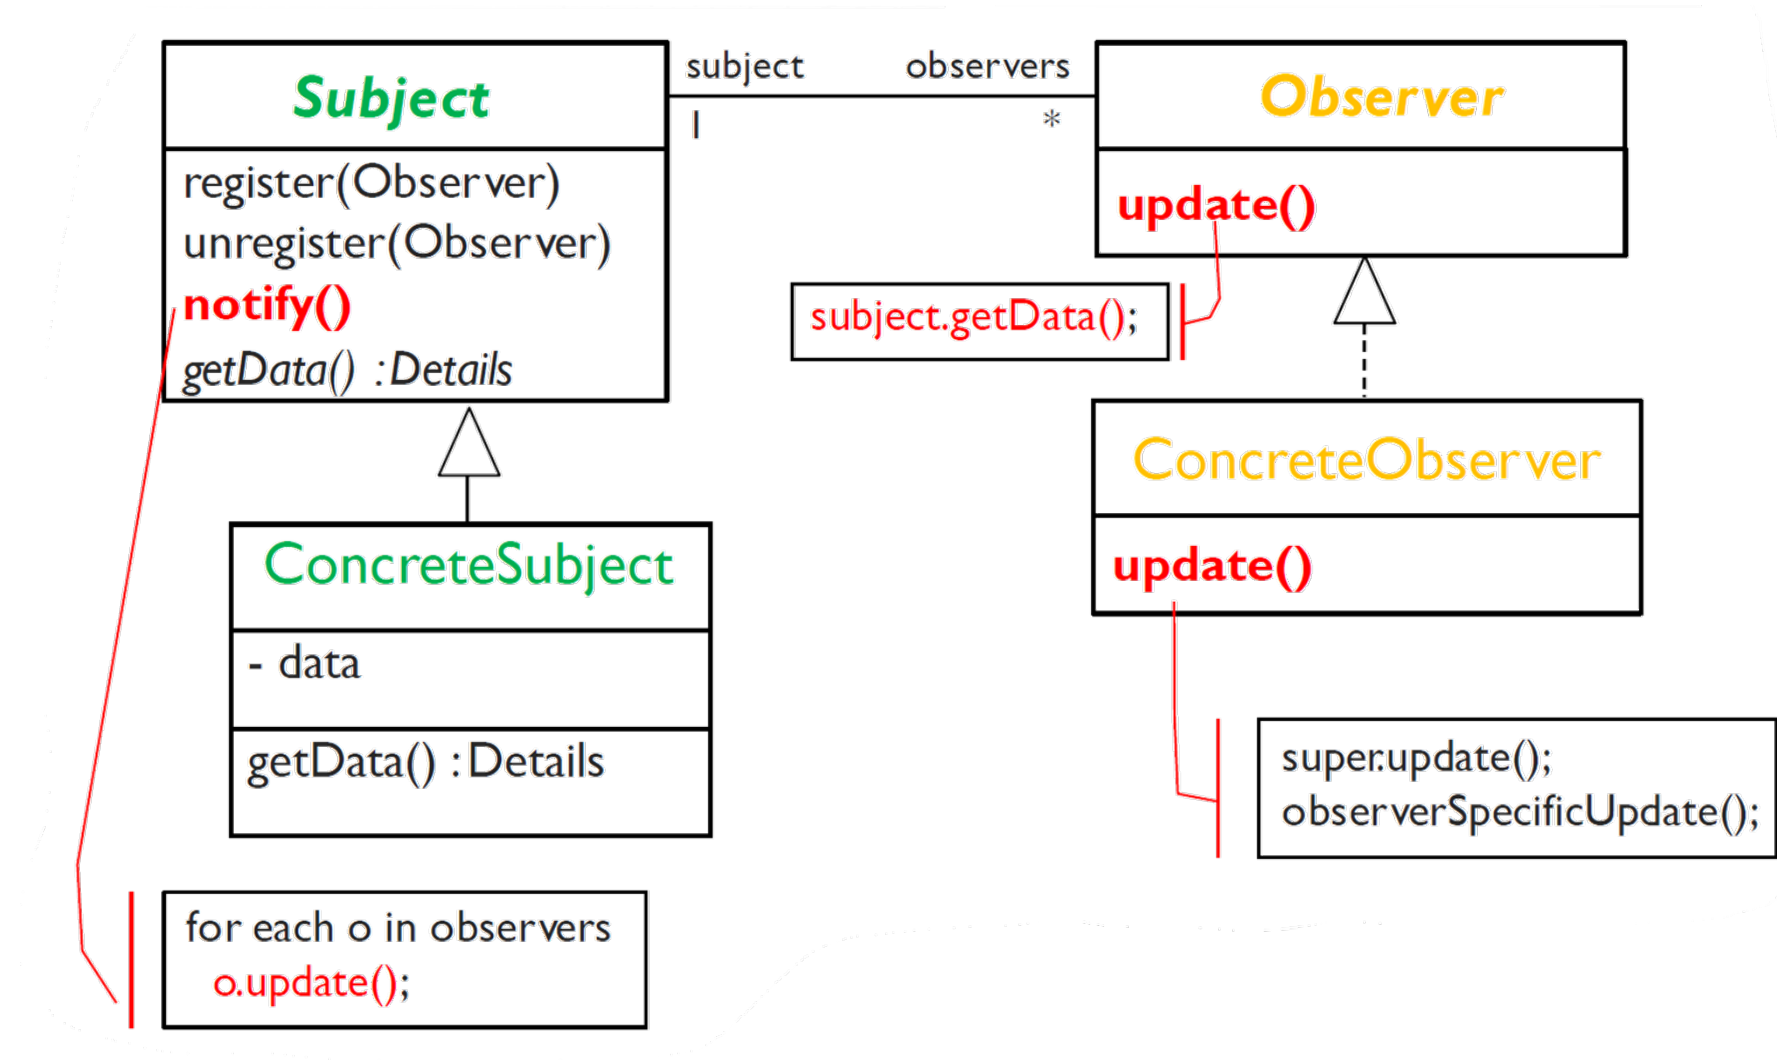 Subject
register(Observer)
unregister(Observer)
notify()
getData() : Details
subject
observers
1
*
Observer
update()
subject.getData();
ConcreteObserver
update()
super.update();
observerSpecificUpdate();
ConcreteSubject
- data
getData() : Details
for each o in observers
o.update();